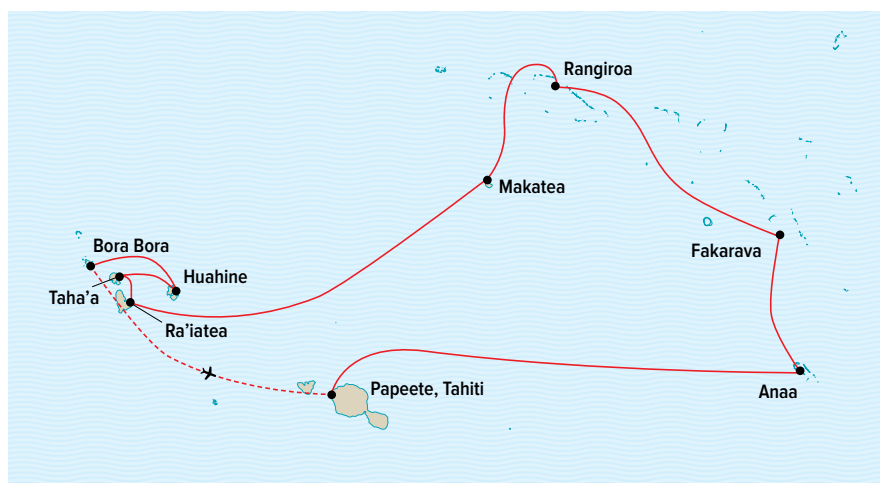 Rangiroa
Makatea
Fakarava
Bora Bora
Huahine
Taha’a
Ra’iatea
Papeete, Tahiti
Anaa